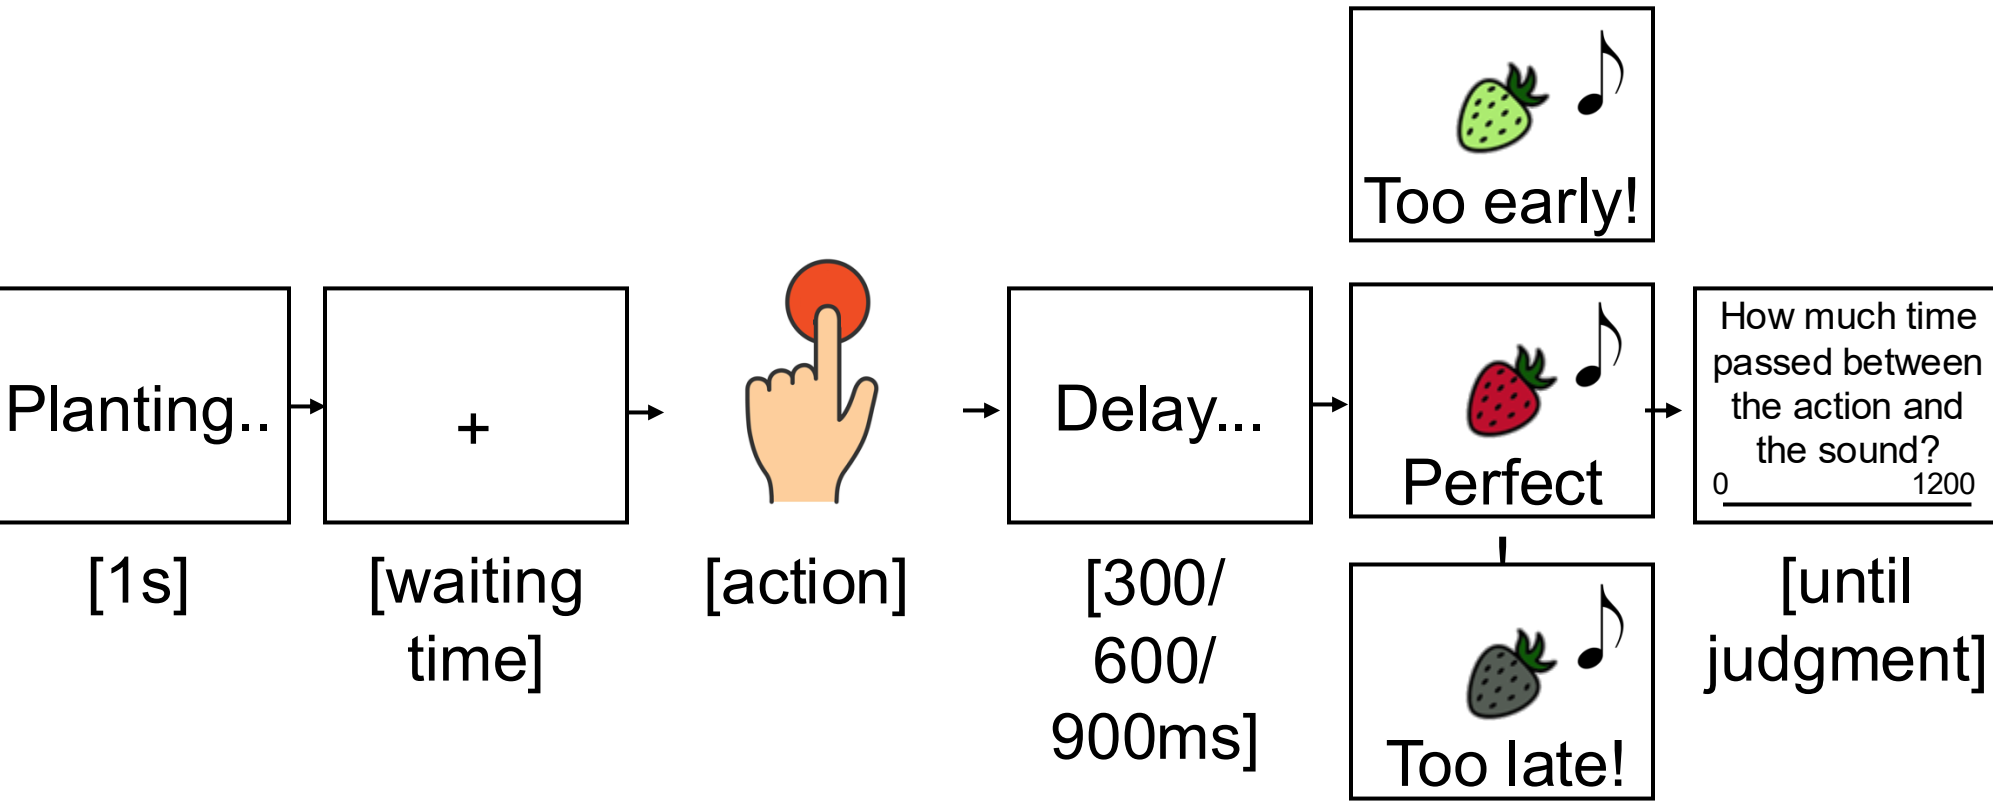 Planting..
[1s]
+
[waiting
time]
[action]
Delay...
[300/
600/
900ms]
Too early!
Perfect
Too late!
How much time
passed between
the action and
the sound?
0 1200
[until
judgment]